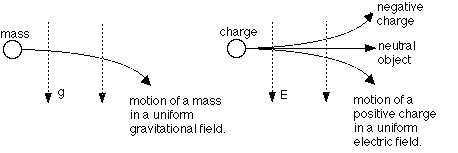 mass
g
motion of a mass
in a uniform
gravitational field.
charge
E
negative
charge
neutral
object
motion of a
positive charge
in a uniform
electric field.